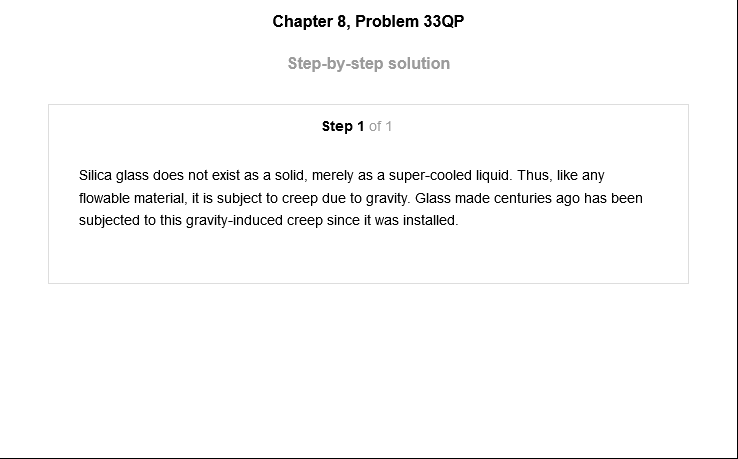 Chapter 8, Problem 33QP
Step-by-step solution
Step 1 of 1
Silica glass does not exist as a solid, merely as a super-cooled liquid. Thus, like any
flowable material, it is subject to creep due to gravity. Glass made centuries ago has been
subjected to this gravity-induced creep since it was installed.